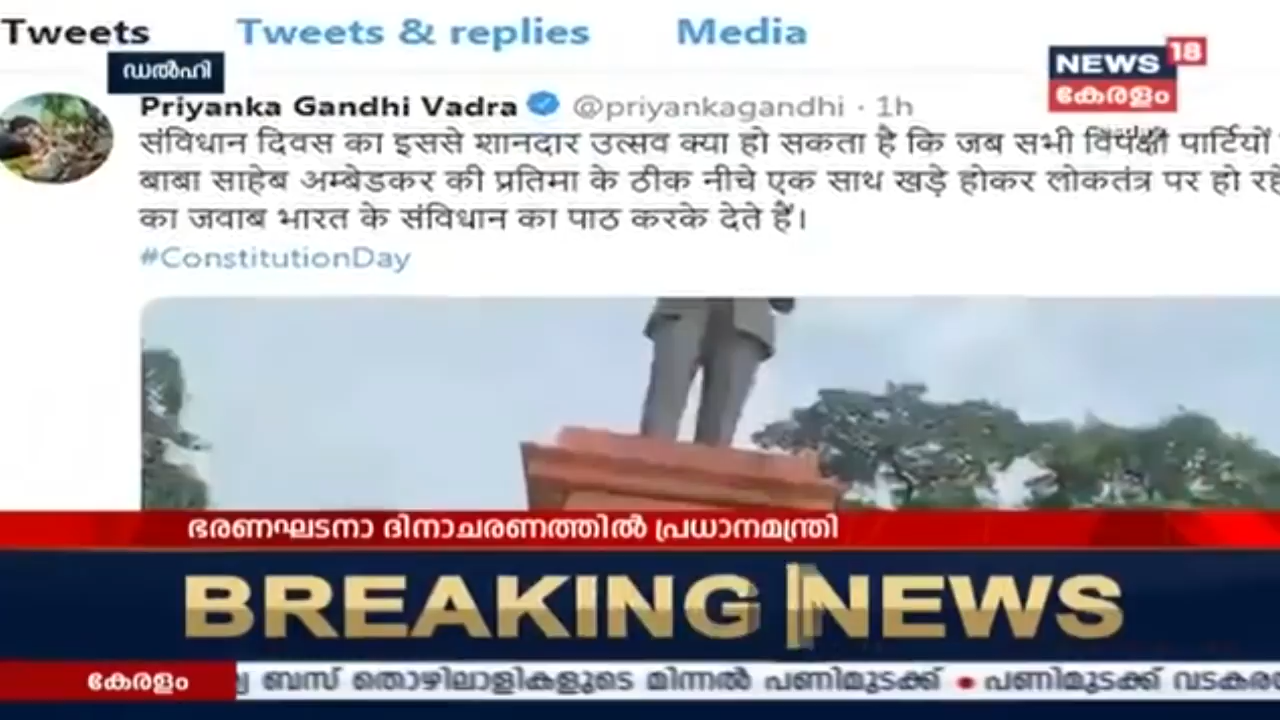 Tweets Tweets & replies Media
ഡൽഹി
NEWS 18
കേരളം
Priyanka Gandhi Vadra @priyankagandhi · 1h
संविधान दिवस का इससे शानदार उत्सव क्या हो सकता है कि जब सभी विपक्षी पार्टियों
बाबा साहेब अम्बेडकर की प्रतिमा के ठीक नीचे एक साथ खड़े होकर लोकतंत्र पर हो रहे
का जवाब भारत के संविधान का पाठ करके देते हैं।
#ConstitutionDay
ഭരണഘടനാ ദിനാചരണത്തിൽ പ്രധാനമന്ത്രി
BREAKING NEWS
കേരളം ബസ് തൊഴിലാളികളുടെ മിന്നൽ പണിമുടക്ക് • പണിമുടക്ക്